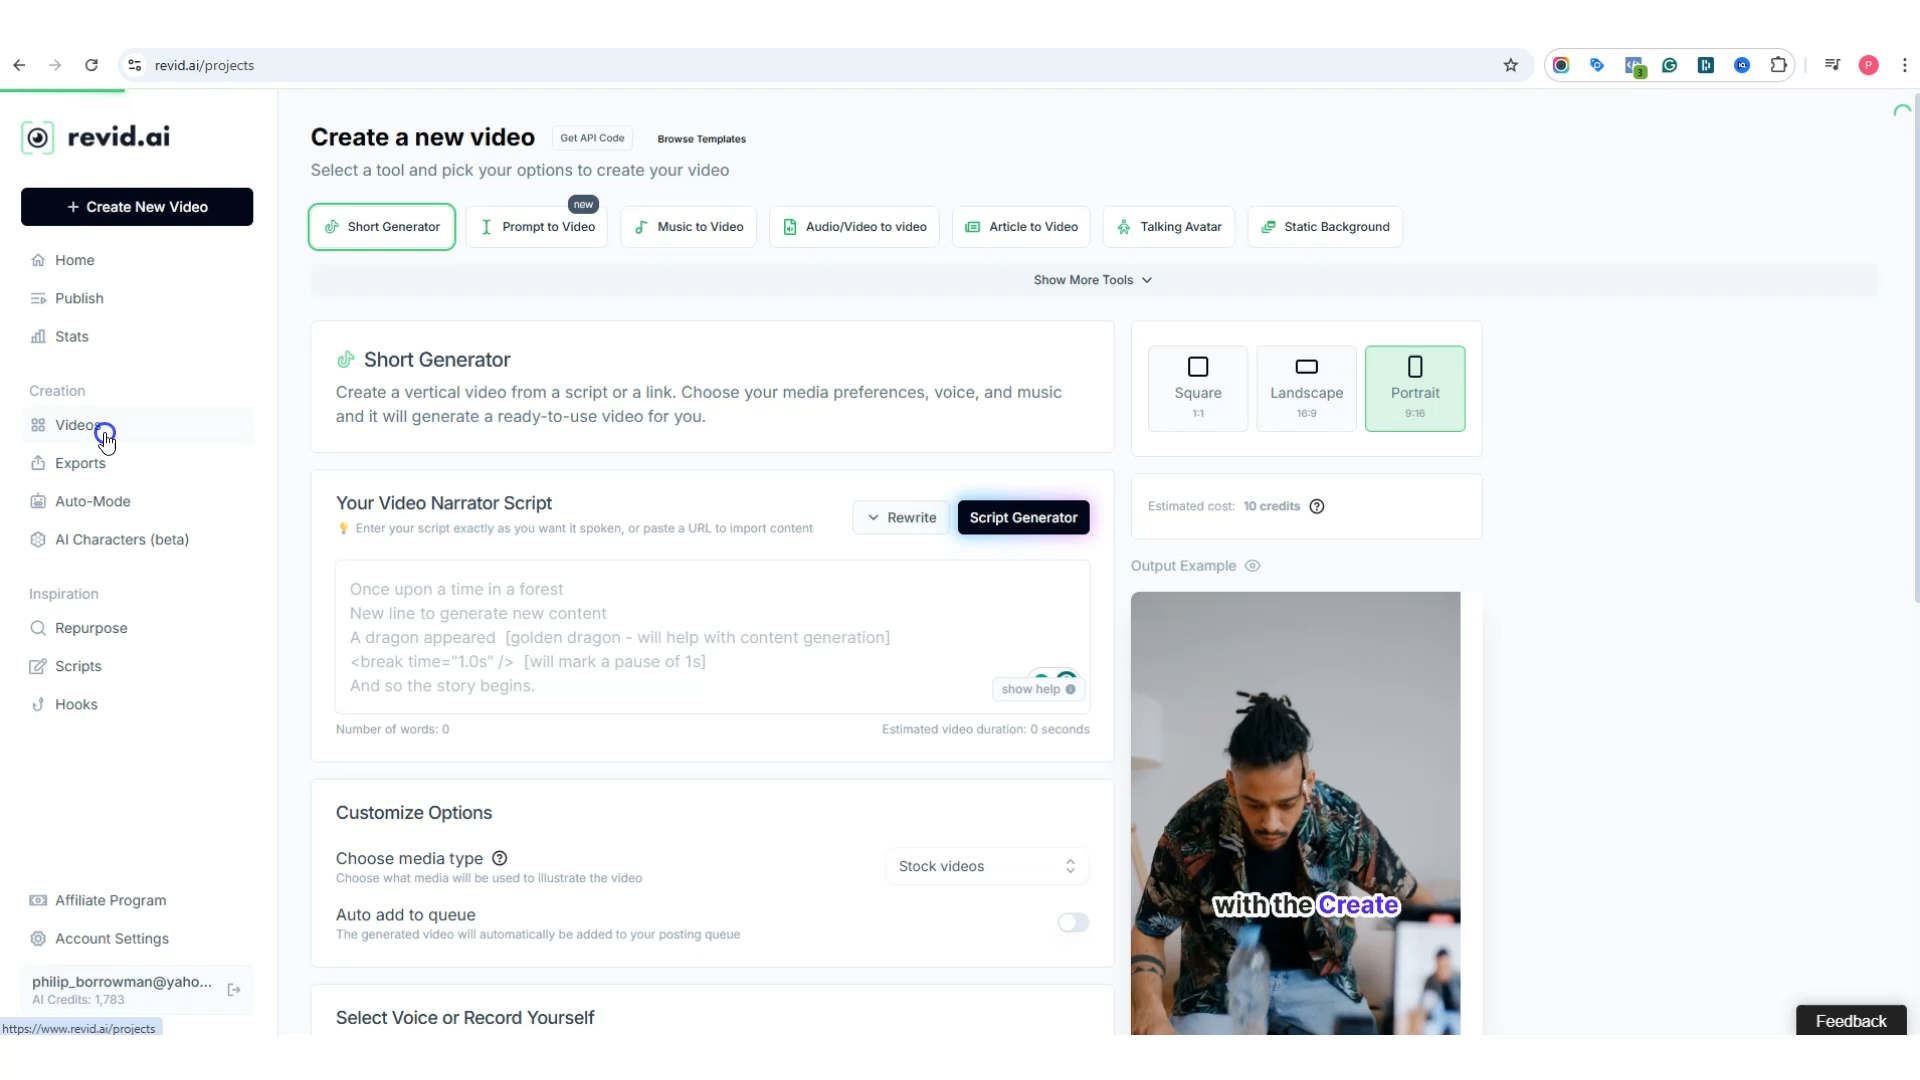 revid.ai/projects
3
P
revid.ai
Create New Video
Home
Publish
Stats
Creation
Videos
Exports
Auto-Mode
AI Characters (beta)
Inspiration
Repurpose
Scripts
Hooks
Affiliate Program
Account Settings
philip_borrowman@yaho...
AI Credits: 1,783
https://www.revid.ai/projects
Create a new video
Get API Code
Browse Templates
Select a tool and pick your options to create your video
new
Short Generator
Prompt to Video
Music to Video
Audio/Video to video
Article to Video
Talking Avatar
Static Background
Show More Tools
Short Generator
Create a vertical video from a script or a link. Choose your media preferences, voice, and music
and it will generate a ready-to-use video for you.
Your Video Narrator Script
Enter your script exactly as you want it spoken, or paste a URL to import content
Rewrite
Script Generator
Once upon a time in a forest
New line to generate new content
A dragon appeared [golden dragon - will help with content generation]
<break time="1.0s" /> [will mark a pause of 1s]
And so the story begins.
show help
Number of words: 0
Estimated video duration: 0 seconds
Customize Options
Choose media type
Choose what media will be used to illustrate the video
Stock videos
Auto add to queue
The generated video will automatically be added to your posting queue
Select Voice or Record Yourself
Square
1:1
Landscape
16:9
Portrait
9:16
Estimated cost: 10 credits
Output Example
with the Create
Feedback